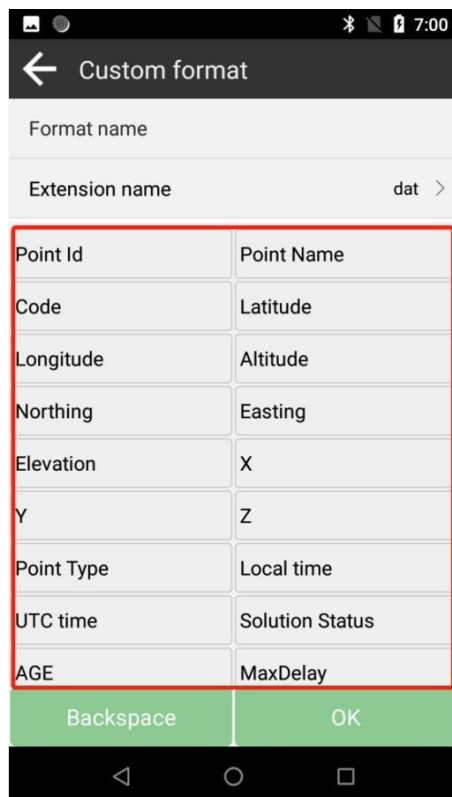 7:00
Custom format
Format name
Extension name dat
Point Id Point Name
Code Latitude
Longitude Altitude
Northing Easting
Elevation X
Y Z
Point Type Local time
UTC time Solution Status
AGE MaxDelay
Backspace OK